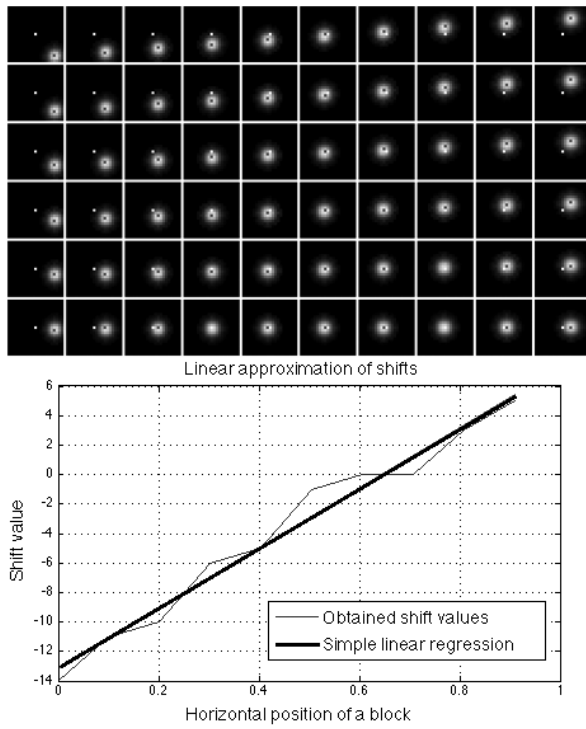 Linear approximation of shifts
6
4
2
0
-2
-4
-6
-8
-10
-12
-14
Shift value
Obtained shift values
Simple linear regression
0 0.2 0.4 0.6 0.8 1
Horizontal position of a block